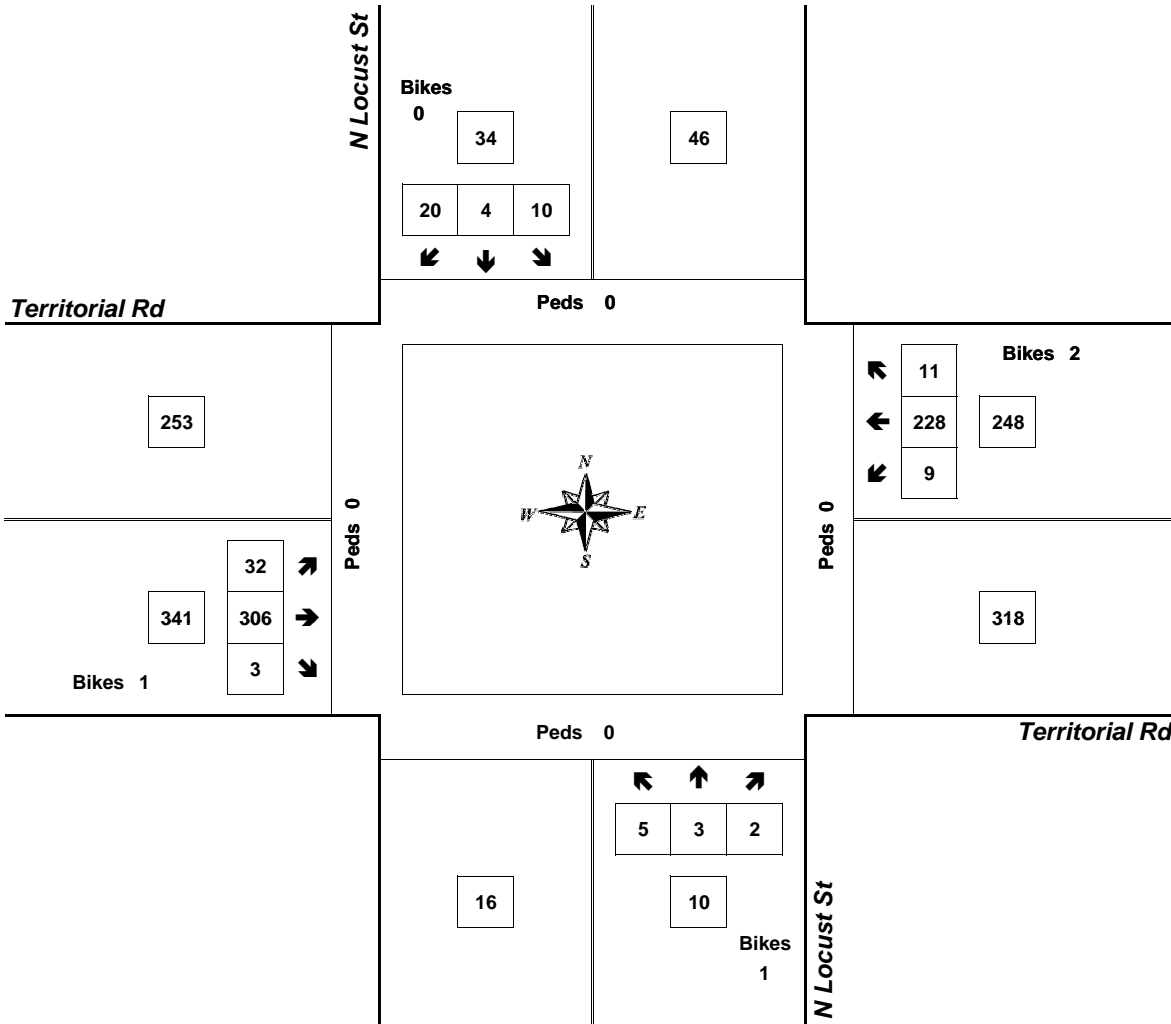 N Locust St
Bikes
0
34
46
20 4 10
Peds 0
Territorial Rd
Bikes 2
11
253
228 248
9
N
W E
S
Peds 0
Peds 0
32
341 306
3
318
Bikes 1
Peds 0
Territorial Rd
5 3 2
16
10
Bikes
1
N Locust St